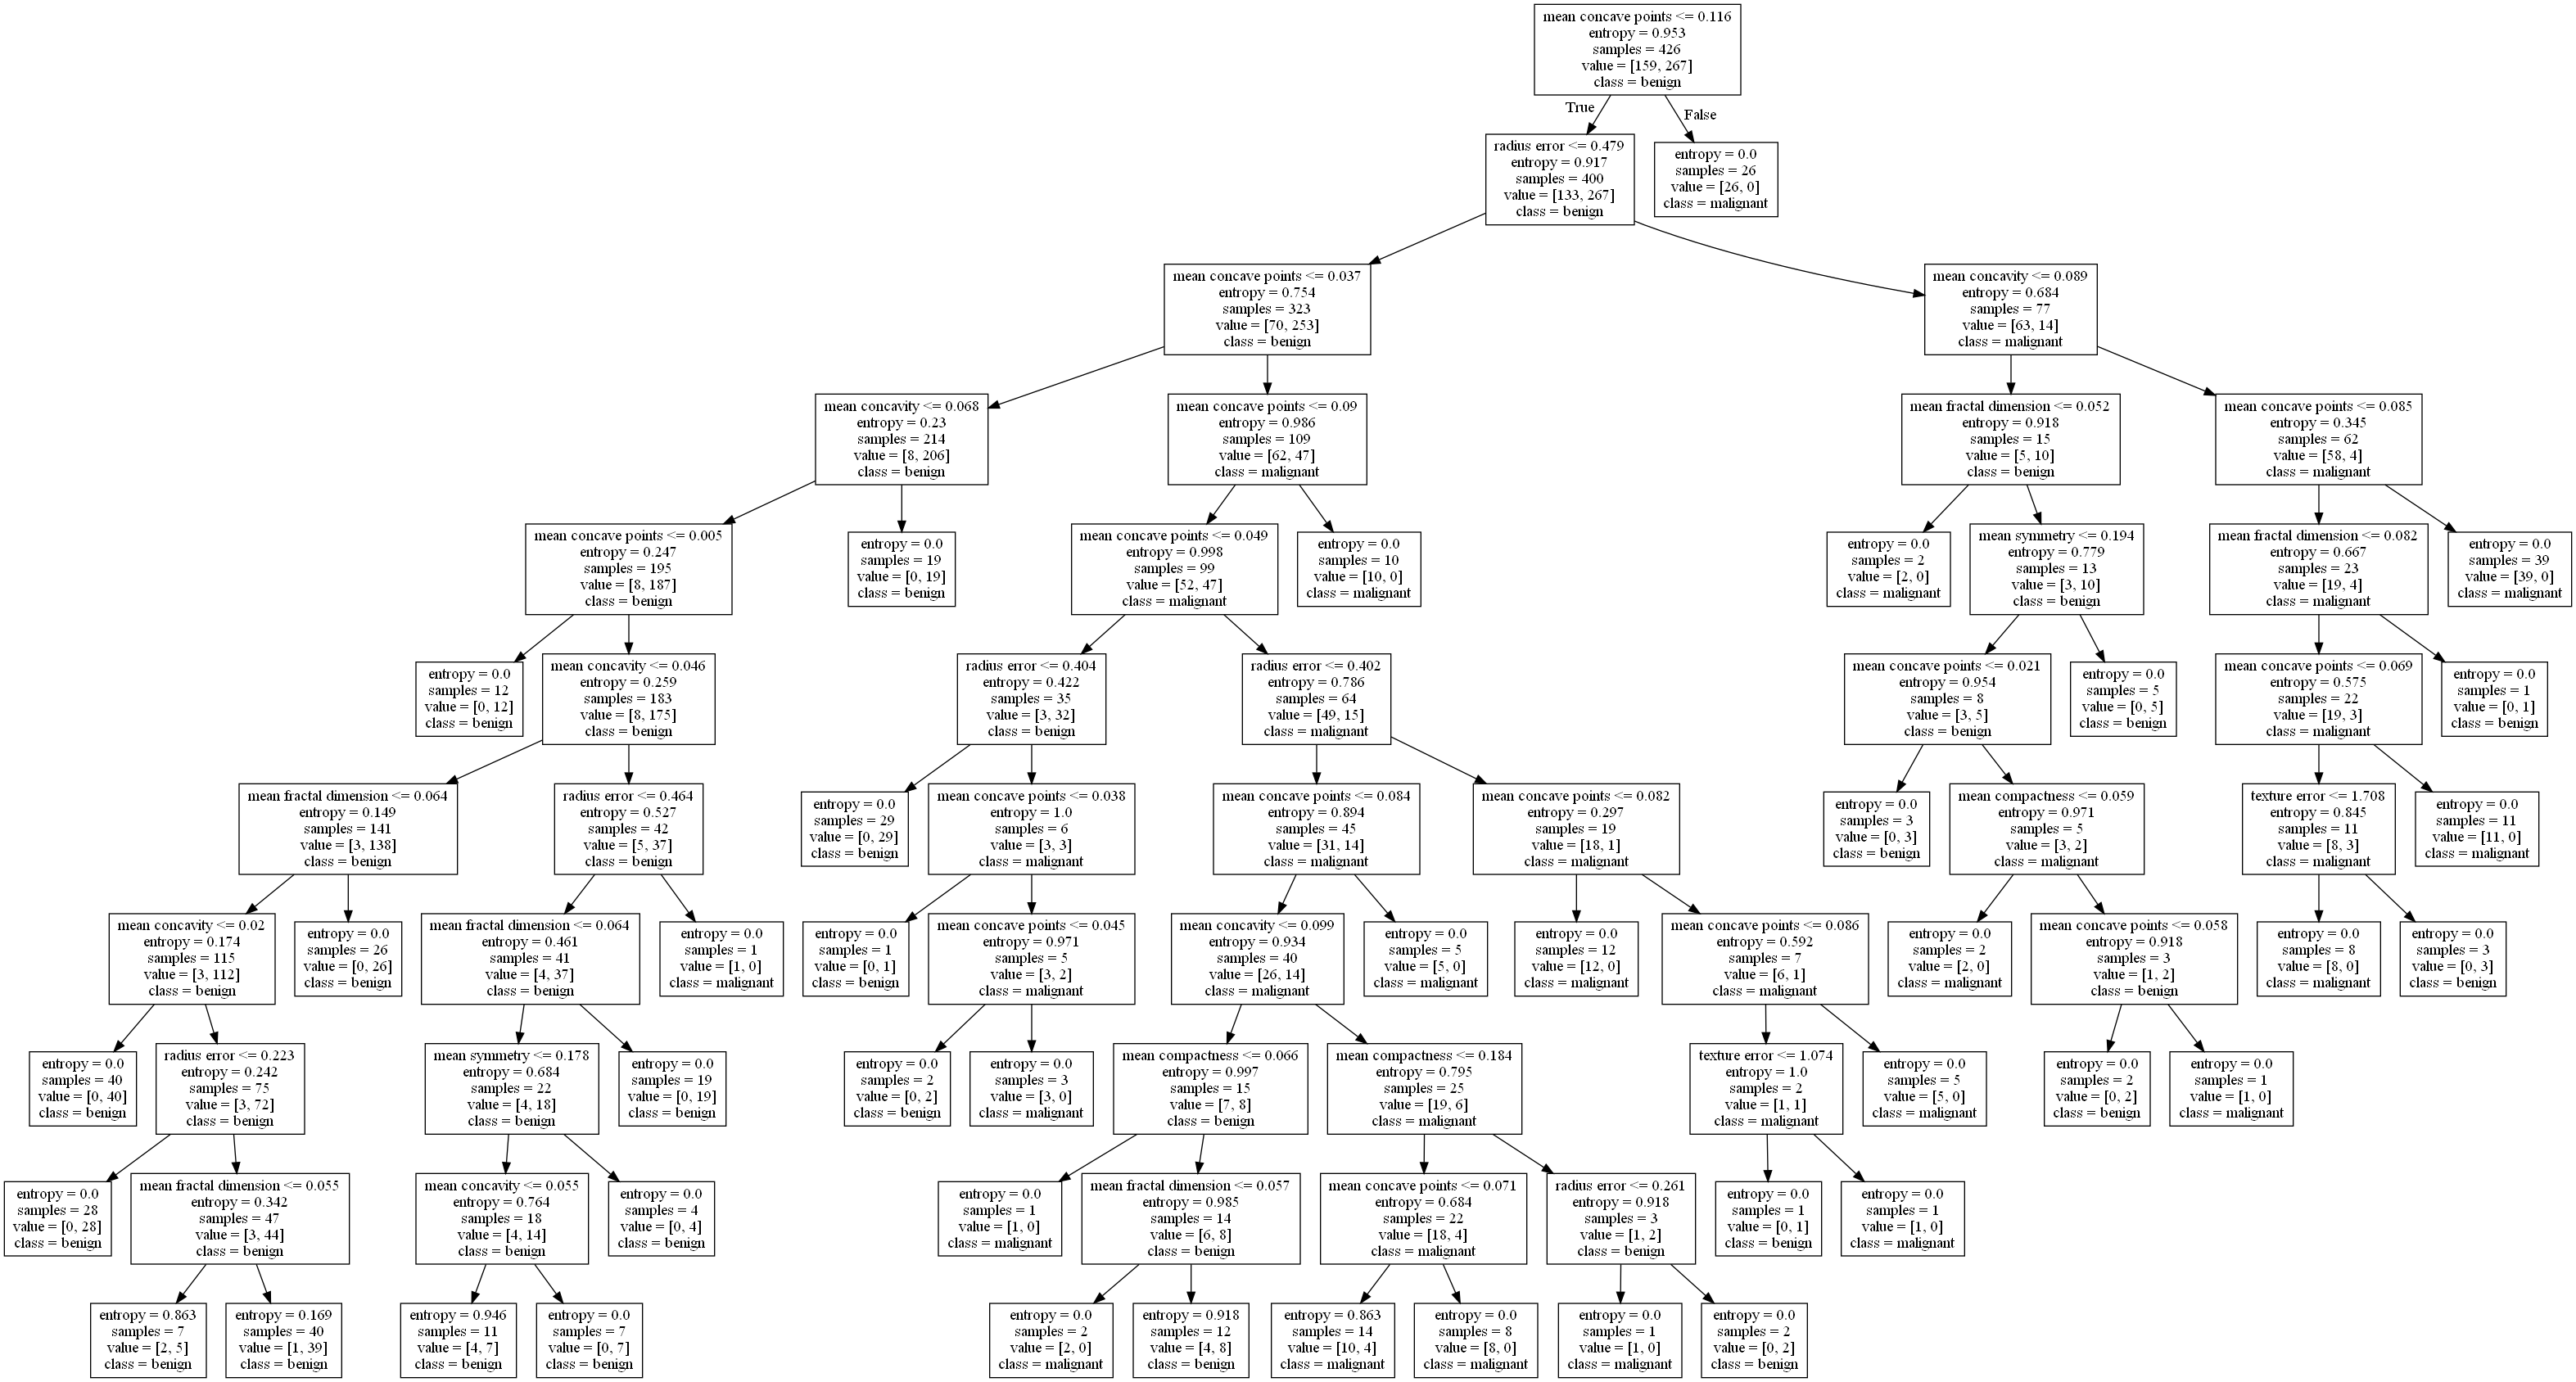 mean concave points <= 0.116
entropy = 0.953
samples = 426
value = [159, 267]
class = benign
True
False
radius error <= 0.479
entropy = 0.917
samples = 400
value = [133, 267]
class = benign
entropy = 0.0
samples = 26
value = [26, 0]
class = malignant
mean concave points <= 0.037
entropy = 0.754
samples = 323
value = [70, 253]
class = benign
mean concavity <= 0.089
entropy = 0.684
samples = 77
value = [63, 14]
class = malignant
mean concavity <= 0.068
entropy = 0.23
samples = 214
value = [8, 206]
class = benign
mean concave points <= 0.09
entropy = 0.986
samples = 109
value = [62, 47]
class = malignant
mean fractal dimension <= 0.052
entropy = 0.918
samples = 15
value = [5, 10]
class = benign
mean concave points <= 0.085
entropy = 0.345
samples = 62
value = [58, 4]
class = malignant
mean concave points <= 0.005
entropy = 0.247
samples = 195
value = [8, 187]
class = benign
entropy = 0.0
samples = 19
value = [0, 19]
class = benign
mean concave points <= 0.049
entropy = 0.998
samples = 99
value = [52, 47]
class = malignant
entropy = 0.0
samples = 10
value = [10, 0]
class = malignant
entropy = 0.0
samples = 2
value = [2, 0]
class = malignant
mean symmetry <= 0.194
entropy = 0.779
samples = 13
value = [3, 10]
class = benign
mean fractal dimension <= 0.082
entropy = 0.667
samples = 23
value = [19, 4]
class = malignant
entropy = 0.0
samples = 39
value = [39, 0]
class = malignant
entropy = 0.0
samples = 12
value = [0, 12]
class = benign
mean concavity <= 0.046
entropy = 0.259
samples = 183
value = [8, 175]
class = benign
radius error <= 0.404
entropy = 0.422
samples = 35
value = [3, 32]
class = benign
radius error <= 0.402
entropy = 0.786
samples = 64
value = [49, 15]
class = malignant
mean concave points <= 0.021
entropy = 0.954
samples = 8
value = [3, 5]
class = benign
entropy = 0.0
samples = 5
value = [0, 5]
class = benign
mean concave points <= 0.069
entropy = 0.575
samples = 22
value = [19, 3]
class = malignant
entropy = 0.0
samples = 1
value = [0, 1]
class = benign
mean fractal dimension <= 0.064
entropy = 0.149
samples = 141
value = [3, 138]
class = benign
radius error <= 0.464
entropy = 0.527
samples = 42
value = [5, 37]
class = benign
entropy = 0.0
samples = 29
value = [0, 29]
class = benign
mean concave points <= 0.038
entropy = 1.0
samples = 6
value = [3, 3]
class = malignant
mean concave points <= 0.084
entropy = 0.894
samples = 45
value = [31, 14]
class = malignant
mean concave points <= 0.082
entropy = 0.297
samples = 19
value = [18, 1]
class = malignant
entropy = 0.0
samples = 3
value = [0, 3]
class = benign
mean compactness <= 0.059
entropy = 0.971
samples = 5
value = [3, 2]
class = malignant
texture error <= 1.708
entropy = 0.845
samples = 11
value = [8, 3]
class = malignant
entropy = 0.0
samples = 11
value = [11, 0]
class = malignant
mean concavity <= 0.02
entropy = 0.174
samples = 115
value = [3, 112]
class = benign
entropy = 0.0
samples = 26
value = [0, 26]
class = benign
mean fractal dimension <= 0.064
entropy = 0.461
samples = 41
value = [4, 37]
class = benign
entropy = 0.0
samples = 1
value = [1, 0]
class = malignant
entropy = 0.0
samples = 1
value = [0, 1]
class = benign
mean concave points <= 0.045
entropy = 0.971
samples = 5
value = [3, 2]
class = malignant
mean concavity <= 0.099
entropy = 0.934
samples = 40
value = [26, 14]
class = malignant
entropy = 0.0
samples = 5
value = [5, 0]
class = malignant
entropy = 0.0
samples = 12
value = [12, 0]
class = malignant
mean concave points <= 0.086
entropy = 0.592
samples = 7
value = [6, 1]
class = malignant
entropy = 0.0
samples = 2
value = [2, 0]
class = malignant
mean concave points <= 0.058
entropy = 0.918
samples = 3
value = [1, 2]
class = benign
entropy = 0.0
samples = 8
value = [8, 0]
class = malignant
entropy = 0.0
samples = 3
value = [0, 3]
class = benign
entropy = 0.0
samples = 40
value = [0, 40]
class = benign
radius error <= 0.223
entropy = 0.242
samples = 75
value = [3, 72]
class = benign
mean symmetry <= 0.178
entropy = 0.684
samples = 22
value = [4, 18]
class = benign
entropy = 0.0
samples = 19
value = [0, 19]
class = benign
entropy = 0.0
samples = 2
value = [0, 2]
class = benign
entropy = 0.0
samples = 3
value = [3, 0]
class = malignant
mean compactness <= 0.066
entropy = 0.997
samples = 15
value = [7, 8]
class = benign
mean compactness <= 0.184
entropy = 0.795
samples = 25
value = [19, 6]
class = malignant
texture error <= 1.074
entropy = 1.0
samples = 2
value = [1, 1]
class = malignant
entropy = 0.0
samples = 5
value = [5, 0]
class = malignant
entropy = 0.0
samples = 2
value = [0, 2]
class = benign
entropy = 0.0
samples = 1
value = [1, 0]
class = malignant
entropy = 0.0
samples = 28
value = [0, 28]
class = benign
mean fractal dimension <= 0.055
entropy = 0.342
samples = 47
value = [3, 44]
class = benign
mean concavity <= 0.055
entropy = 0.764
samples = 18
value = [4, 14]
class = benign
entropy = 0.0
samples = 4
value = [0, 4]
class = benign
entropy = 0.0
samples = 1
value = [1, 0]
class = malignant
mean fractal dimension <= 0.057
entropy = 0.985
samples = 14
value = [6, 8]
class = benign
mean concave points <= 0.071
entropy = 0.684
samples = 22
value = [18, 4]
class = malignant
radius error <= 0.261
entropy = 0.918
samples = 3
value = [1, 2]
class = benign
entropy = 0.0
samples = 1
value = [0, 1]
class = benign
entropy = 0.0
samples = 1
value = [1, 0]
class = malignant
entropy = 0.863
samples = 7
value = [2, 5]
class = benign
entropy = 0.169
samples = 40
value = [1, 39]
class = benign
entropy = 0.946
samples = 11
value = [4, 7]
class = benign
entropy = 0.0
samples = 7
value = [0, 7]
class = benign
entropy = 0.0
samples = 2
value = [2, 0]
class = malignant
entropy = 0.918
samples = 12
value = [4, 8]
class = benign
entropy = 0.863
samples = 14
value = [10, 4]
class = malignant
entropy = 0.0
samples = 8
value = [8, 0]
class = malignant
entropy = 0.0
samples = 1
value = [1, 0]
class = malignant
entropy = 0.0
samples = 2
value = [0, 2]
class = benign